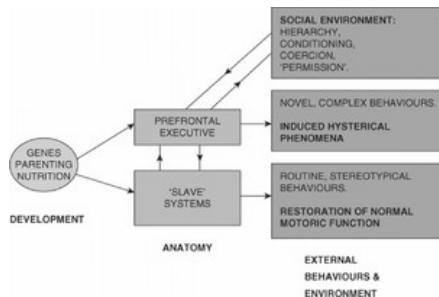 SOCIAL ENVIRONMENT:
HIERARCHY,
CONDITIONING,
COERCION,
'PERMISSION'.
PREFRONTAL
EXECUTIVE
NOVEL, COMPLEX BEHAVIOURS.
INDUCED HYSTERICAL
PHENOMENA
GENES
PARENTING
NUTRITION
'SLAVE'
SYSTEMS
ROUTINE, STEREOTYPICAL
BEHAVIOURS.
RESTORATION OF NORMAL
MOTORIC FUNCTION
DEVELOPMENT
ANATOMY
EXTERNAL
BEHAVIOURS &
ENVIRONMENT